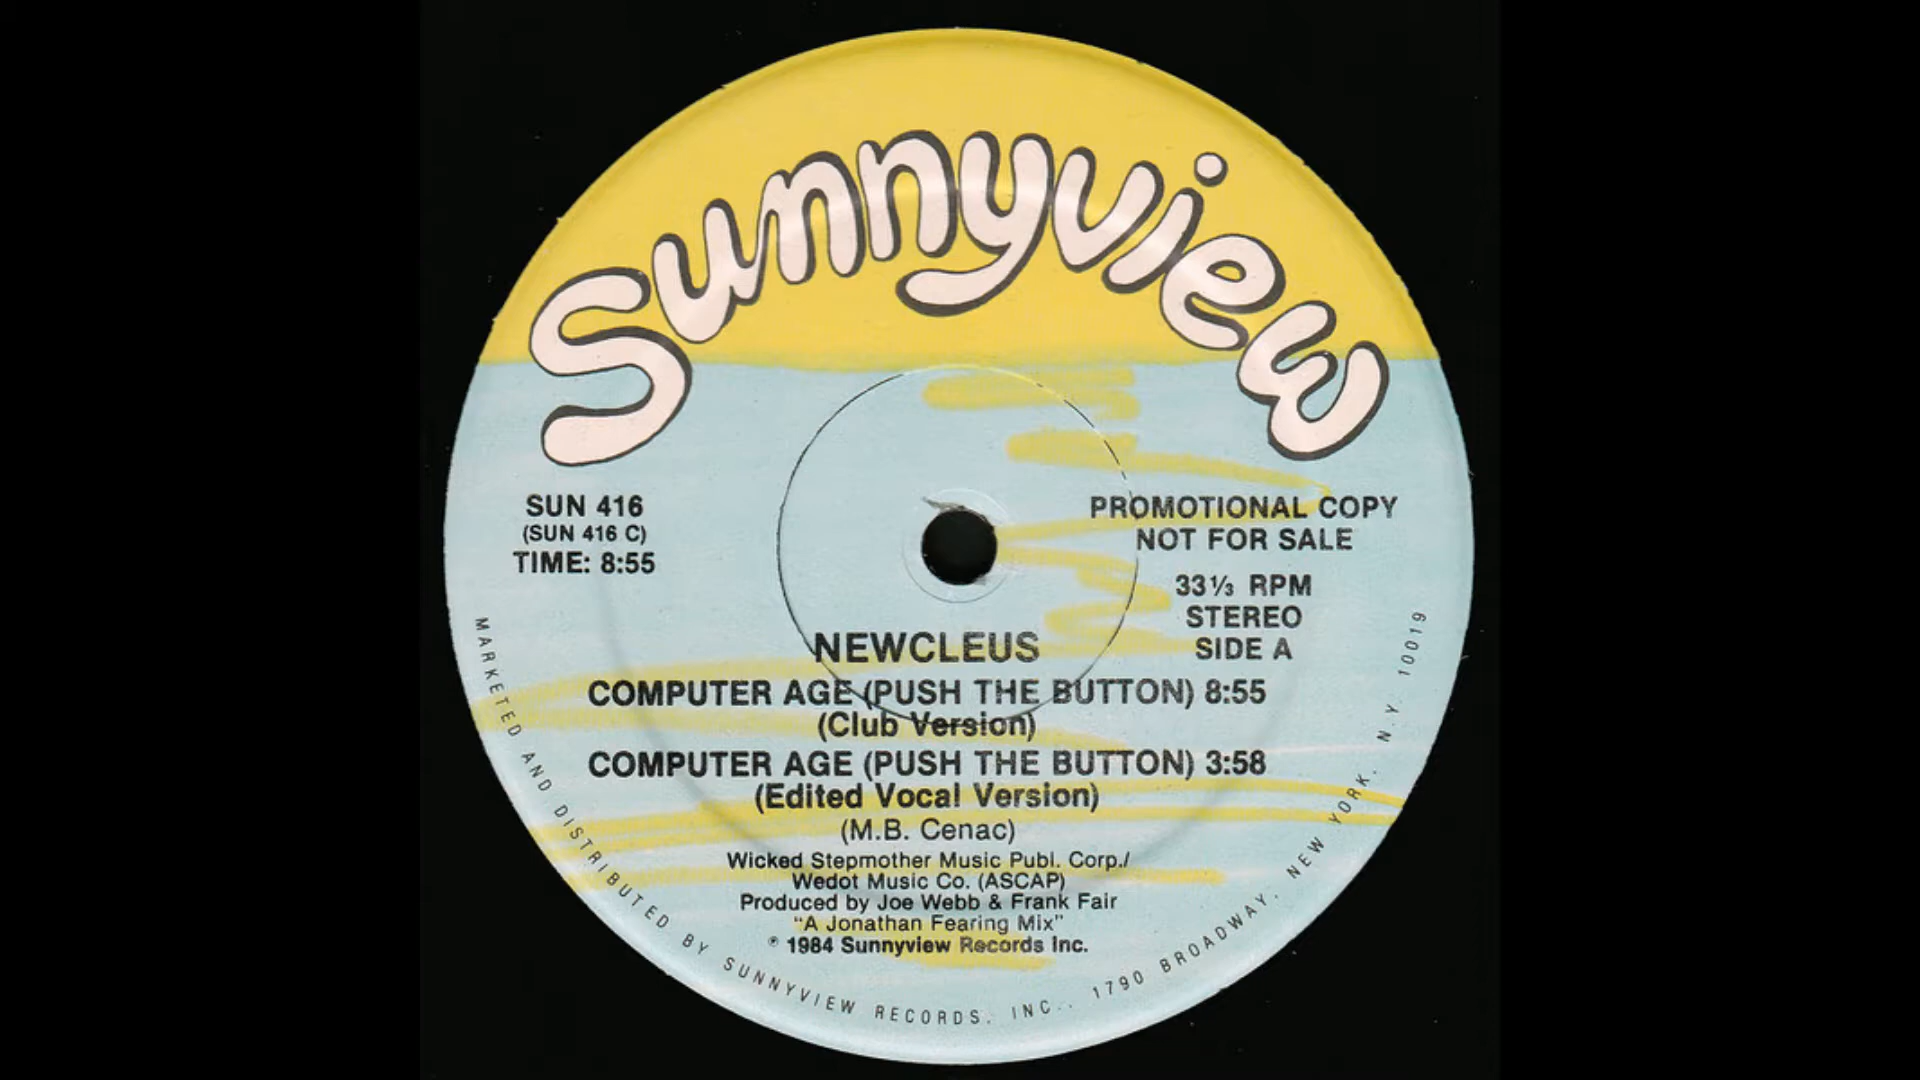 Sunnyview
SUN 416
(SUN 416 C)
TIME: 8:55
PROMOTIONAL COPY
NOT FOR SALE
33⅓ RPM
STEREO
SIDE A
NEWCLEUS
COMPUTER AGE (PUSH THE BUTTON) 8:55
(Club Version)
COMPUTER AGE (PUSH THE BUTTON) 3:58
(Edited Vocal Version)
(M.B. Cenac)
Wicked Stepmother Music Publ. Corp./
Wedot Music Co. (ASCAP)
Produced by Joe Webb & Frank Fair
"A Jonathan Fearing Mix"
℗ 1984 Sunnyview Records Inc.
MARKETED AND DISTRIBUTED BY SUNNYVIEW RECORDS, INC., 1790 BROADWAY, NEW YORK, N.Y. 10019